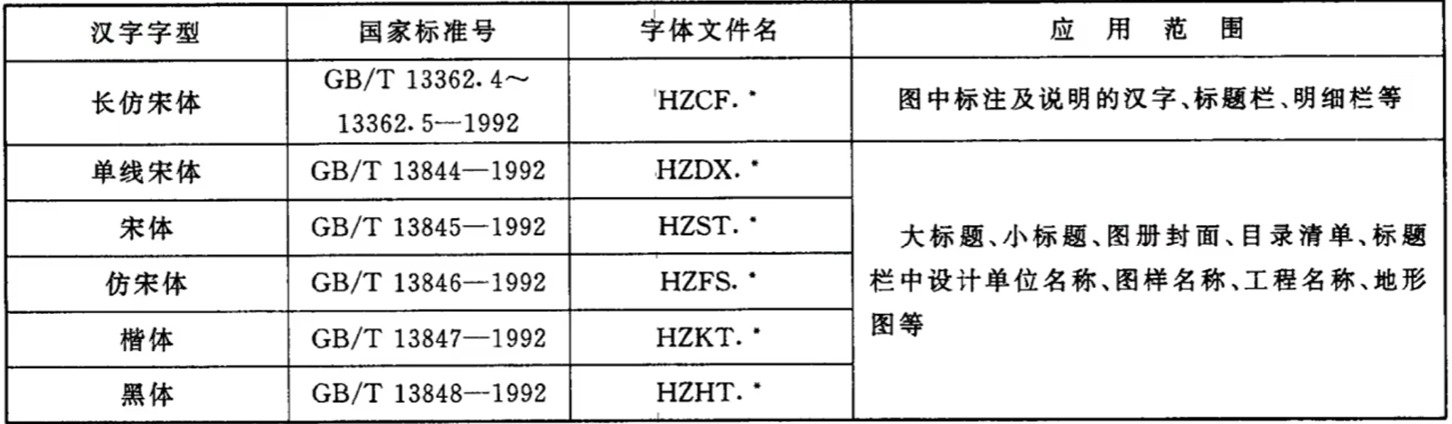 汉字字型 国家标准号 字体文件名 应用范围
长仿宋体 GB/T 13362.4～
13362.5—1992 HZCF.* 图中标注及说明的汉字、标题栏、明细栏等
单线宋体 GB/T 13844—1992 HZDX.*
宋体 GB/T 13845—1992 HZST.*
仿宋体 GB/T 13846—1992 HZFS.*
楷体 GB/T 13847—1992 HZKT.*
黑体 GB/T 13848—1992 HZHT.*
大标题、小标题、图册封面、目录清单、标题
栏中设计单位名称、图样名称、工程名称、地形
图等